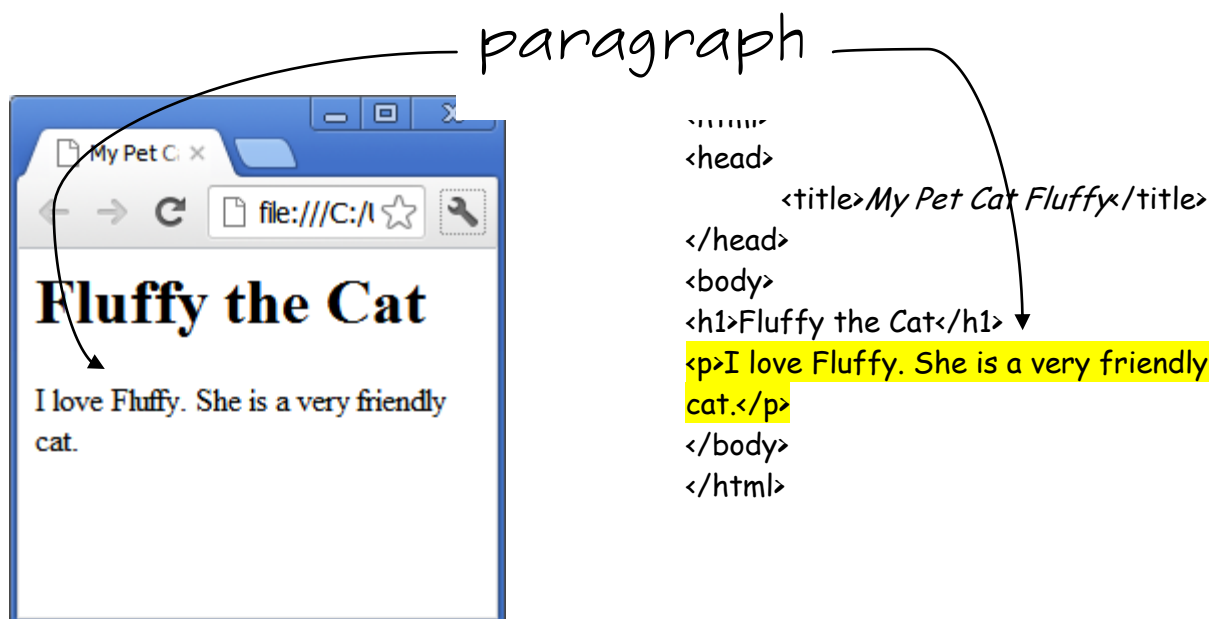 paragraph
My Pet C
file:///C:/
Fluffy the Cat
I love Fluffy. She is a very friendly
cat.
<head>
<title>My Pet Cat Fluffy</title>
</head>
<body>
<h1>Fluffy the Cat</h1>
<p>I love Fluffy. She is a very friendly
cat.</p>
</body>
</html>